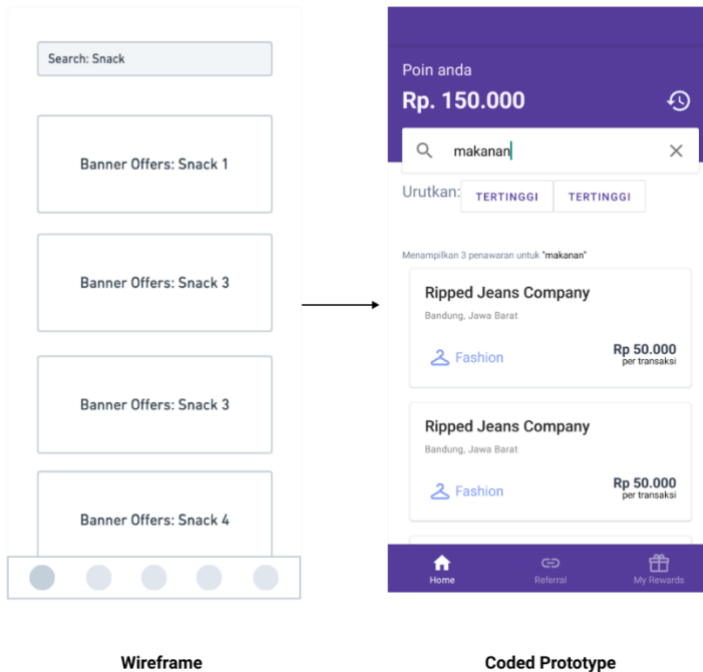 Search: Snack
Banner Offers: Snack 1
Banner Offers: Snack 3
Banner Offers: Snack 3
Banner Offers: Snack 4
Wireframe
Poin anda
Rp. 150.000
makanan
Urutkan: TERTINGGI TERTINGGI
Menampilkan 3 penawaran untuk "makanan"
Ripped Jeans Company
Bandung, Jawa Barat
Fashion
Rp 50.000
per transaksi
Ripped Jeans Company
Bandung, Jawa Barat
Fashion
Rp 50.000
per transaksi
Home Referral My Rewards
Coded Prototype